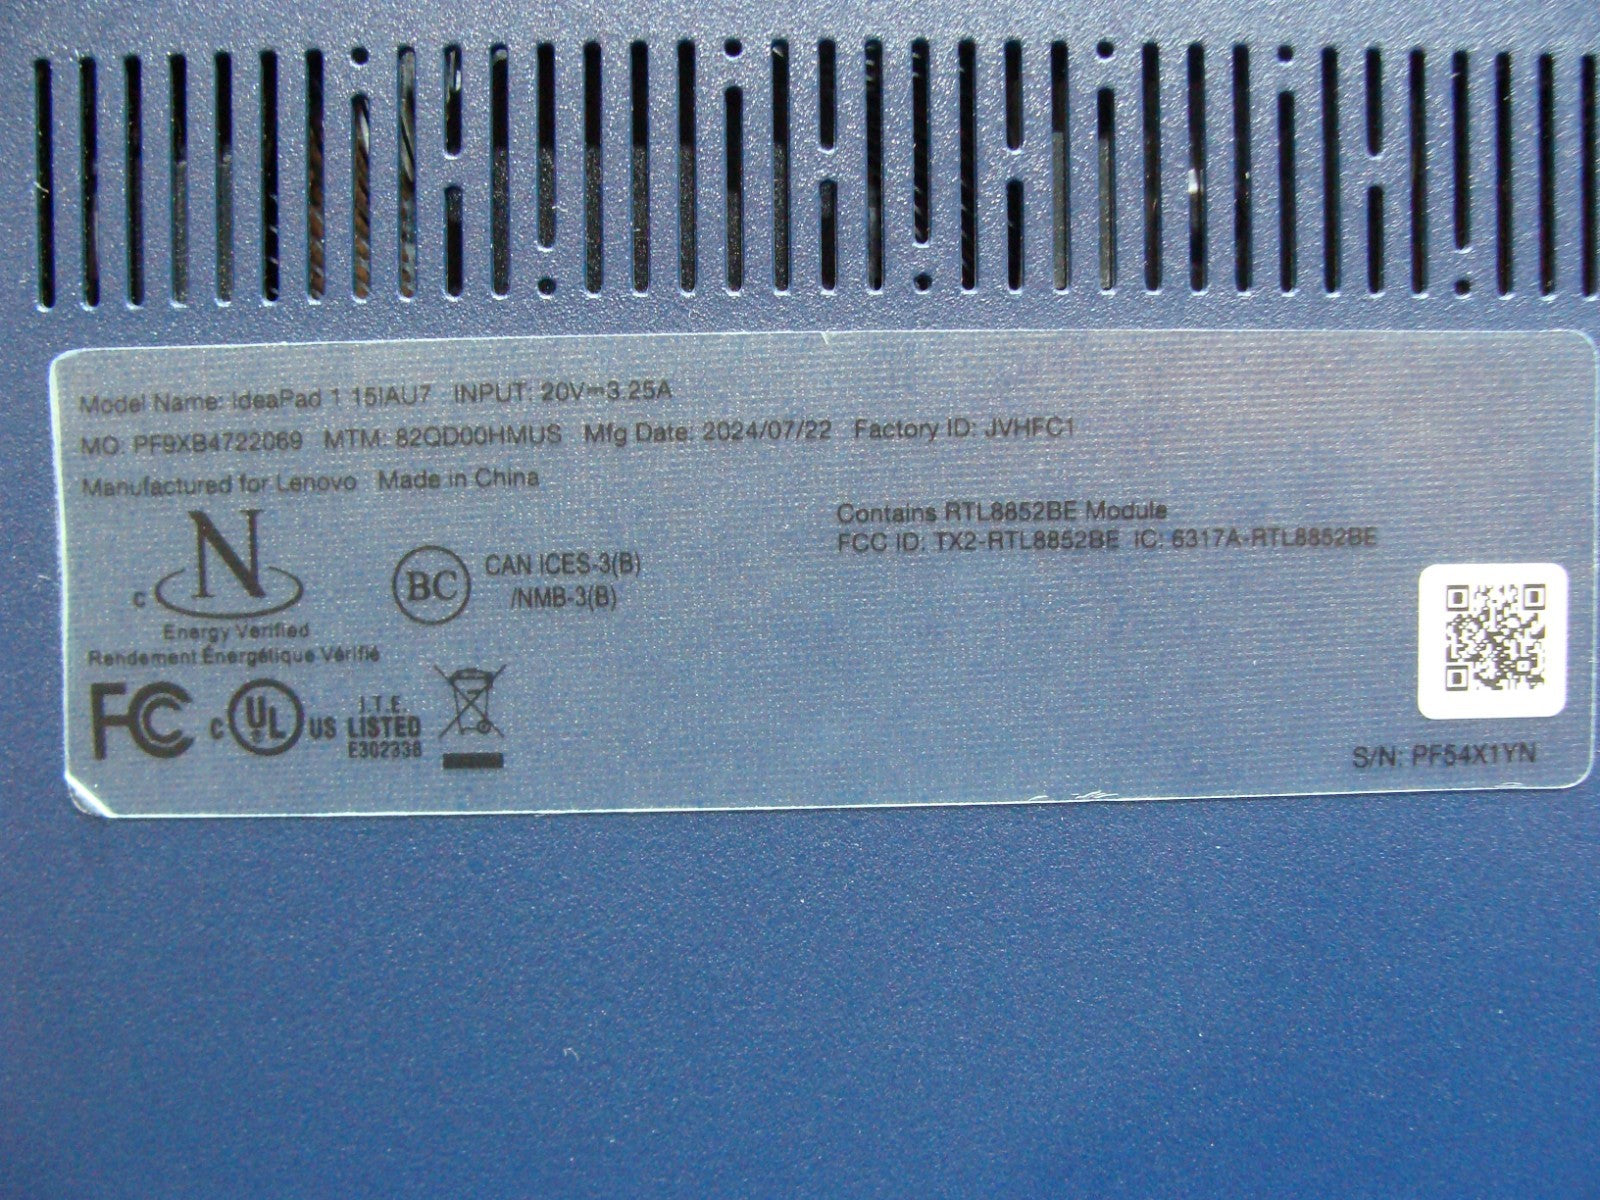 Model Name: IdeaPad 1 15IAU7 INPUT: 20V⎓3.25A
MO: PF9XB4722069 MTM: 82QD00HMUS Mfg Date: 2024/07/22 Factory ID: JVHFC1
Manufactured for Lenovo Made in China
Contains RTL8852BE Module
FCC ID: TX2-RTL8852BE IC: 6317A-RTL8852BE
N
c
Energy Verified
Rendement Énergétique Vérifié
BC
CAN ICES-3(B)
/NMB-3(B)
FC
c UL US
I.T.E.
LISTED
E302338
S/N: PF54X1YN